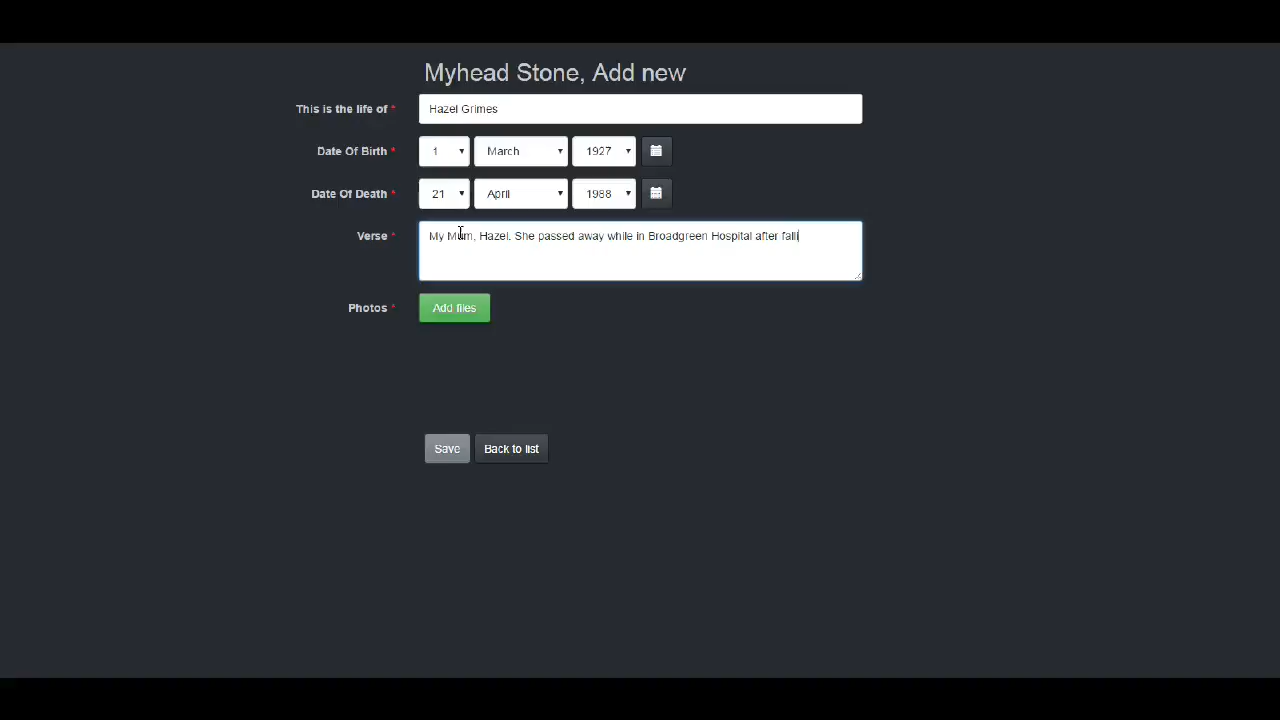 Myhead Stone, Add new
This is the life of * Hazel Grimes
Date Of Birth * 1 March 1927
Date Of Death * 21 April 1988
Verse * My Mum, Hazel. She passed away while in Broadgreen Hospital after falli
Photos * Add files
Save Back to list